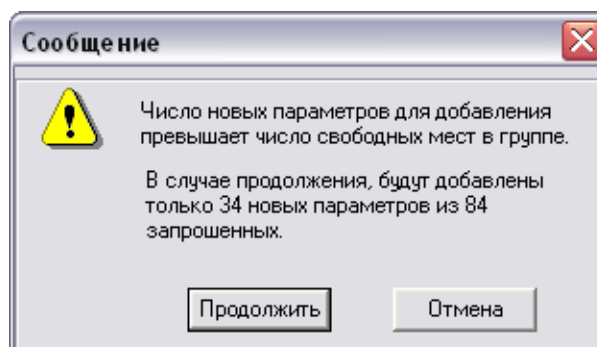 Сообщение
Число новых параметров для добавления
превышает число свободных мест в группе.
В случае продолжения, будут добавлены
только 34 новых параметров из 84
запрошенных.
Продолжить
Отмена